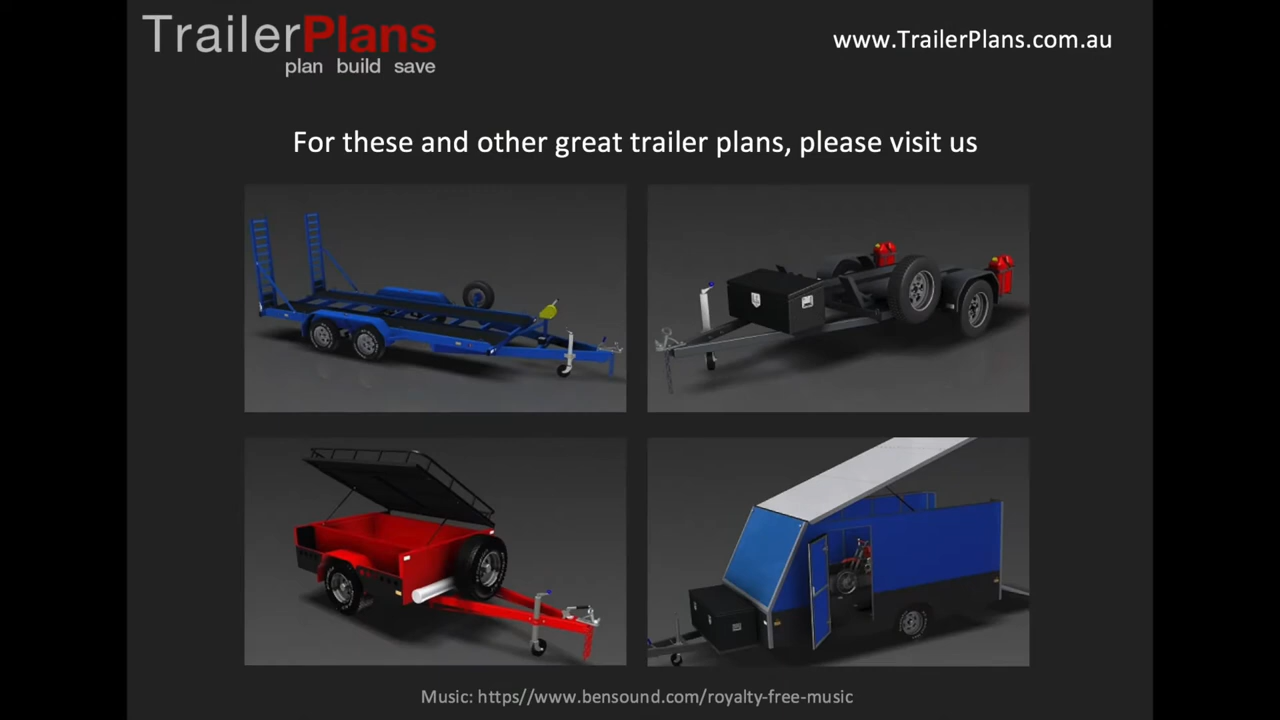 TrailerPlans
plan build save
www.TrailerPlans.com.au
For these and other great trailer plans, please visit us
Music: https//www.bensound.com/royalty-free-music